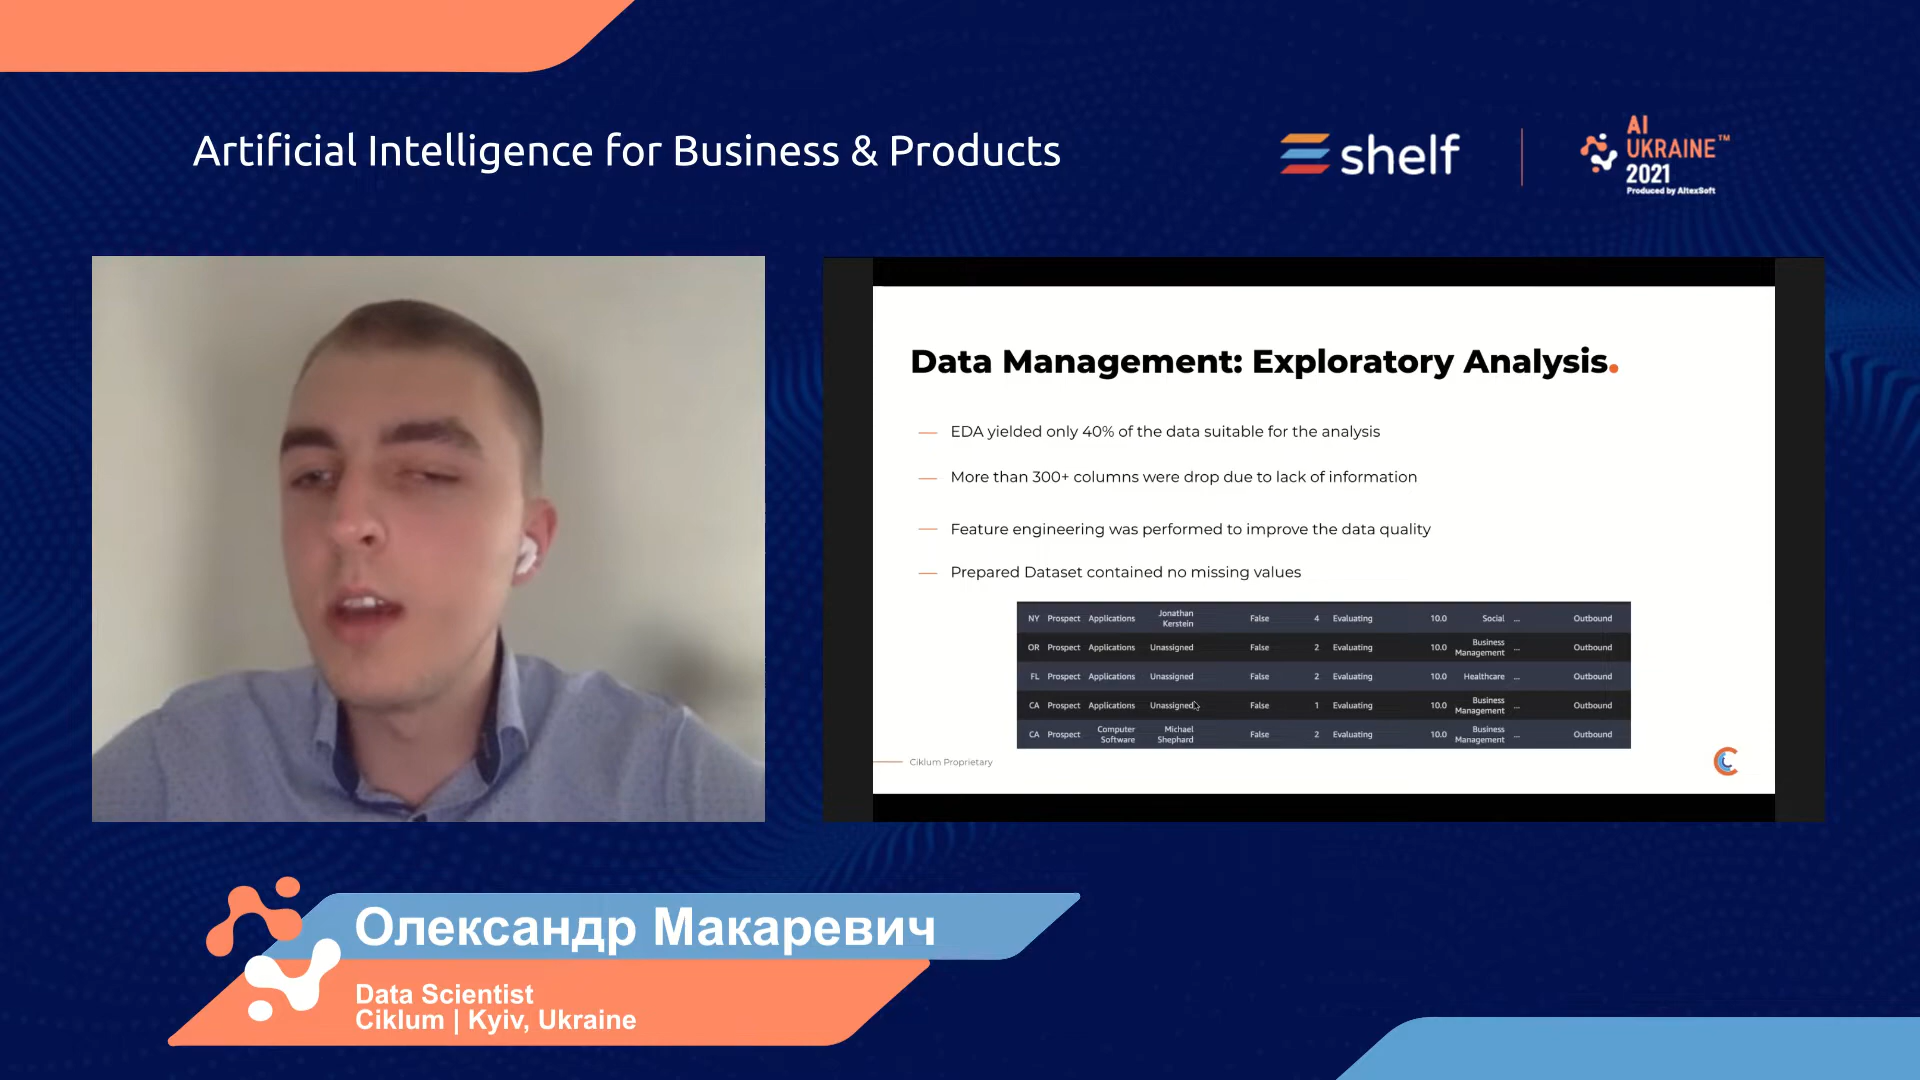 Artificial Intelligence for Business & Products
shelf
AI
UKRAINE™
2021
Produced by AltexSoft
Data Management: Exploratory Analysis.
— EDA yielded only 40% of the data suitable for the analysis
— More than 300+ columns were drop due to lack of information
— Feature engineering was performed to improve the data quality
— Prepared Dataset contained no missing values
NY Prospect Applications Jonathan Kerstein False 4 Evaluating 10.0 Social ... Outbound
OR Prospect Applications Unassigned False 2 Evaluating 10.0 Business Management ... Outbound
FL Prospect Applications Unassigned False 2 Evaluating 10.0 Healthcare ... Outbound
CA Prospect Applications Unassigned False 1 Evaluating 10.0 Business Management ... Outbound
CA Prospect Computer Software Michael Shephard False 2 Evaluating 10.0 Business Management ... Outbound
Ciklum Proprietary
Олександр Макаревич
Data Scientist
Ciklum | Kyiv, Ukraine